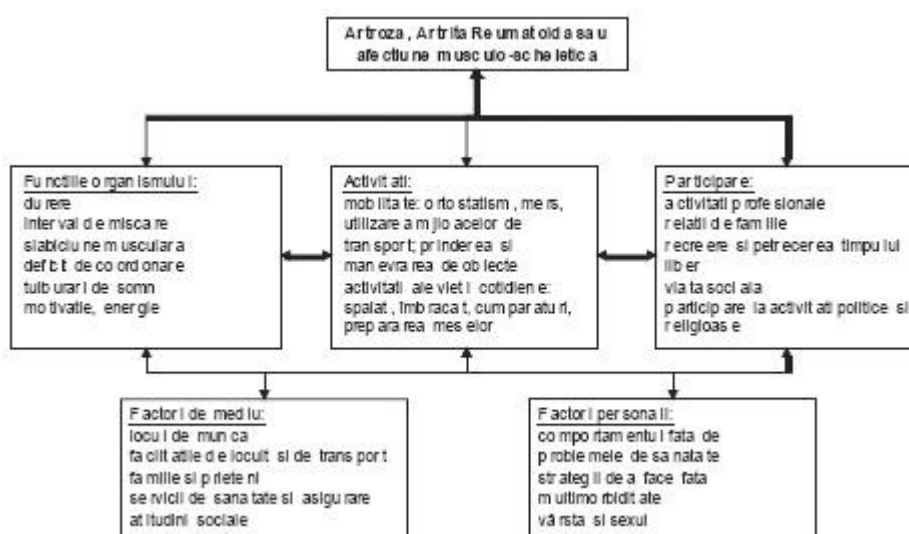 Artroza, Artrita Reumatoida sau
afectiune musculo-scheletica
Functiile organismului:
durere
interval de miscare
slabiciune musculara
deficit de coordonare
tulburari de somn
motivatie, energie
Activitati:
mobilitate: ortostatism, mers,
utilizarea mijloacelor de
transport; prinderea si
manevrarea de obiecte
activitati ale vietii cotidiene:
spalat, îmbracat, cumparaturi,
prepararea meselor
Participare:
activitati profesionale
relatii de familie
recreere si petrecerea timpului
liber
viata sociala
participare la activitati politice si
religioase
Factori de mediu:
locul de munca
facilitatile de locuit si de transport
familie si prieteni
servicii de sanatate si asigurare
atitudini sociale
Factori personali:
comportamentul fata de
problemele de sanatate
strategii de a face fata
multimorbiditate
vârsta si sexul